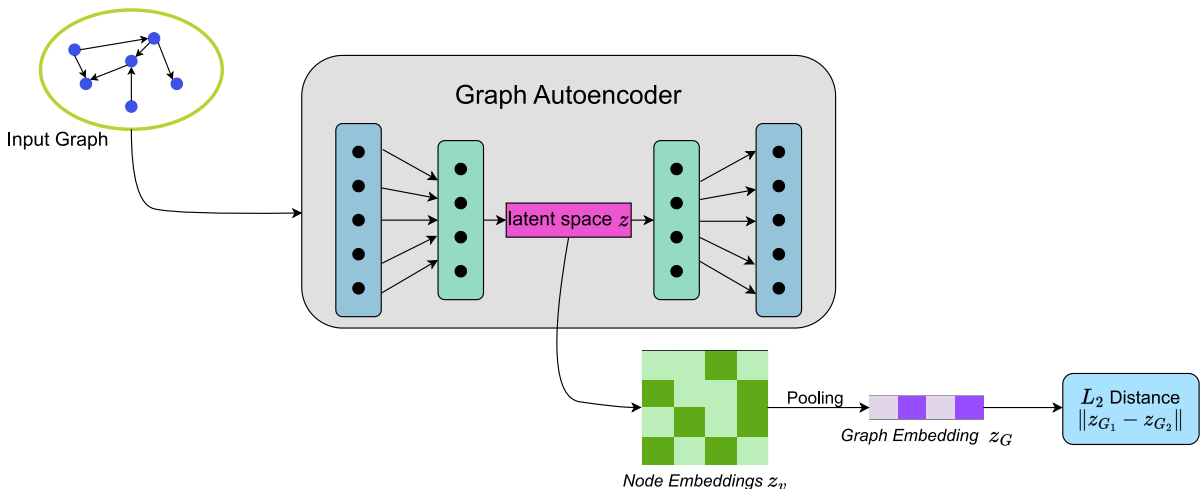 Input Graph
Graph Autoencoder
latent space z
Pooling
Node Embeddings z_v
Graph Embedding z_G
L_2 Distance
‖z_{G_1} − z_{G_2}‖